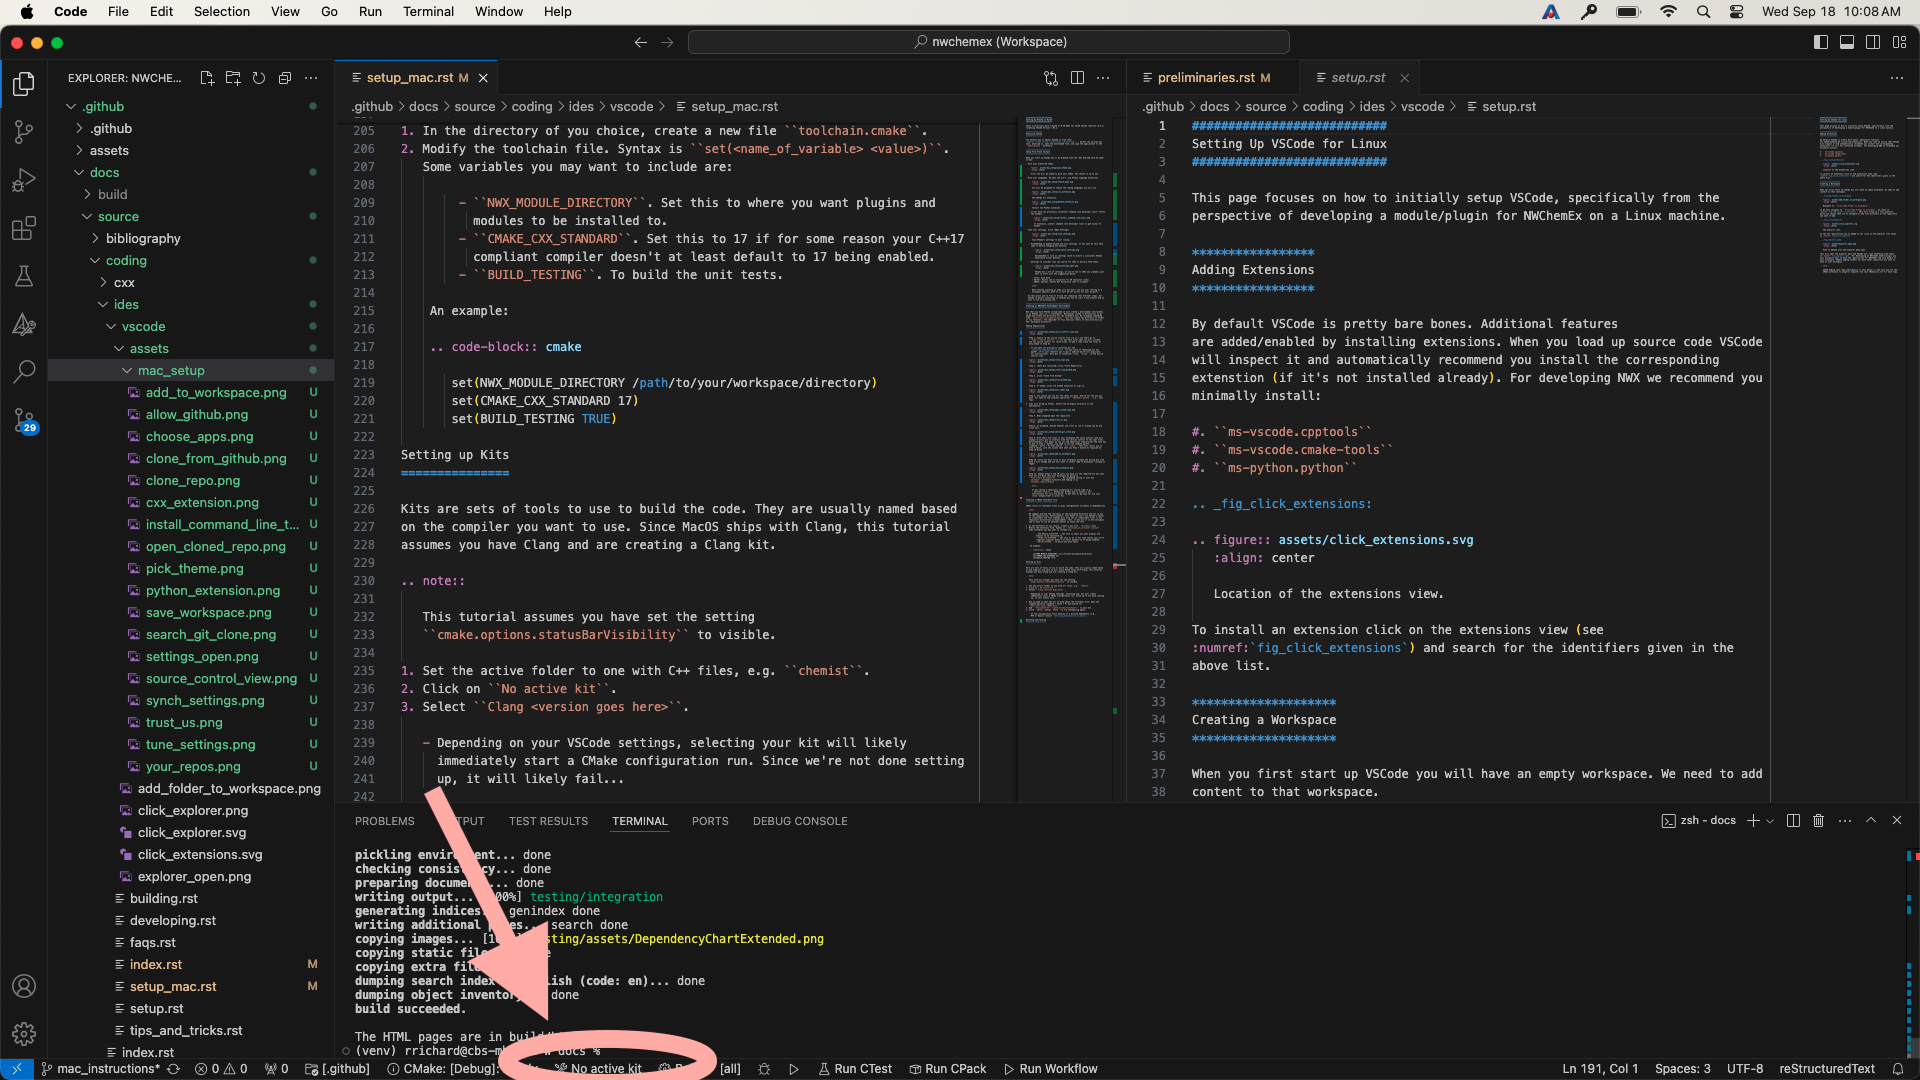 Code File Edit Selection View Go Run Terminal Window Help Wed Sep 18 10:08 AM
nwchemex (Workspace)
EXPLORER: NWCHE...
.github
.github
assets
docs
build
source
bibliography
coding
cxx
ides
vscode
assets
mac_setup
add_to_workspace.png U
allow_github.png U
choose_apps.png U
clone_from_github.png U
clone_repo.png U
cxx_extension.png U
install_command_line_t... U
open_cloned_repo.png U
pick_theme.png U
python_extension.png U
save_workspace.png U
search_git_clone.png U
settings_open.png U
source_control_view.png U
synch_settings.png U
trust_us.png U
tune_settings.png U
your_repos.png U
add_folder_to_workspace.png
click_explorer.png
click_explorer.svg
click_extensions.svg
explorer_open.png
building.rst
developing.rst
faqs.rst
index.rst M
setup_mac.rst M
setup.rst
tips_and_tricks.rst
index.rst
29
setup_mac.rst M
.github > docs > source > coding > ides > vscode > setup_mac.rst
205 1. In the directory of you choice, create a new file ``toolchain.cmake``.
206 2. Modify the toolchain file. Syntax is ``set(<name_of_variable> <value>)``.
207 Some variables you may want to include are:
208
209 - ``NWX_MODULE_DIRECTORY``. Set this to where you want plugins and
210 modules to be installed to.
211 - ``CMAKE_CXX_STANDARD``. Set this to 17 if for some reason your C++17
212 compliant compiler doesn't at least default to 17 being enabled.
213 - ``BUILD_TESTING``. To build the unit tests.
214
215 An example:
216
217 .. code-block:: cmake
218
219 set(NWX_MODULE_DIRECTORY /path/to/your/workspace/directory)
220 set(CMAKE_CXX_STANDARD 17)
221 set(BUILD_TESTING TRUE)
222
223 Setting up Kits
224 ===============
225
226 Kits are sets of tools to use to build the code. They are usually named based
227 on the compiler you want to use. Since MacOS ships with Clang, this tutorial
228 assumes you have Clang and are creating a Clang kit.
229
230 .. note::
231
232 This tutorial assumes you have set the setting
233 ``cmake.options.statusBarVisibility`` to visible.
234
235 1. Set the active folder to one with C++ files, e.g. ``chemist``.
236 2. Click on ``No active kit``.
237 3. Select ``Clang <version goes here>``.
238
239 - Depending on your VSCode settings, selecting your kit will likely
240 immediately start a CMake configuration run. Since we're not done setting
241 up, it will likely fail...
242
preliminaries.rst M setup.rst
.github > docs > source > coding > ides > vscode > setup.rst
1 ###########################
2 Setting Up VSCode for Linux
3 ###########################
4
5 This page focuses on how to initially setup VSCode, specifically from the
6 perspective of developing a module/plugin for NWChemEx on a Linux machine.
7
8 *****************
9 Adding Extensions
10 *****************
11
12 By default VSCode is pretty bare bones. Additional features
13 are added/enabled by installing extensions. When you load up source code VSCode
14 will inspect it and automatically recommend you install the corresponding
15 extenstion (if it's not installed already). For developing NWX we recommend you
16 minimally install:
17
18 #. ``ms-vscode.cpptools``
19 #. ``ms-vscode.cmake-tools``
20 #. ``ms-python.python``
21
22 .. _fig_click_extensions:
23
24 .. figure:: assets/click_extensions.svg
25 :align: center
26
27 Location of the extensions view.
28
29 To install an extension click on the extensions view (see
30 :numref:`fig_click_extensions`) and search for the identifiers given in the
31 above list.
32
33 ********************
34 Creating a Workspace
35 ********************
36
37 When you first start up VSCode you will have an empty workspace. We need to add
38 content to that workspace.
PROBLEMS TPUT TEST RESULTS TERMINAL PORTS DEBUG CONSOLE zsh - docs
pickling environment... done
checking consistency... done
preparing documents... done
writing output... 00%] testing/integration
generating indices genindex done
writing additional pages... search done
copying images... [10 sting/assets/DependencyChartExtended.png
copying static file
copying extra file
dumping search index lish (code: en)... done
dumping object inventory done
build succeeded.
The HTML pages are in build/
(venv) rrichard@cbs-m docs %
mac_instructions* 0 0 0 [.github] CMake: [Debug]: No active kit [all] Run CTest Run CPack Run Workflow Ln 191, Col 1 Spaces: 3 UTF-8 reStructuredText